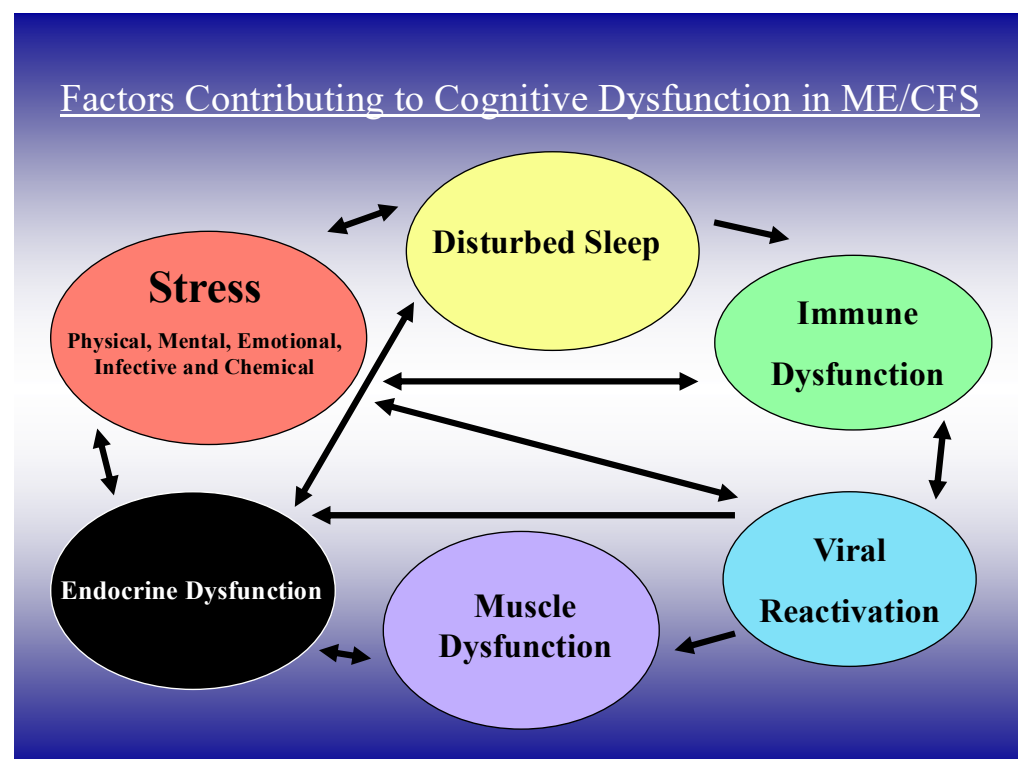 Factors Contributing to Cognitive Dysfunction in ME/CFS
Disturbed Sleep
Stress
Physical, Mental, Emotional,
Infective and Chemical
Immune
Dysfunction
Endocrine Dysfunction
Muscle
Dysfunction
Viral
Reactivation